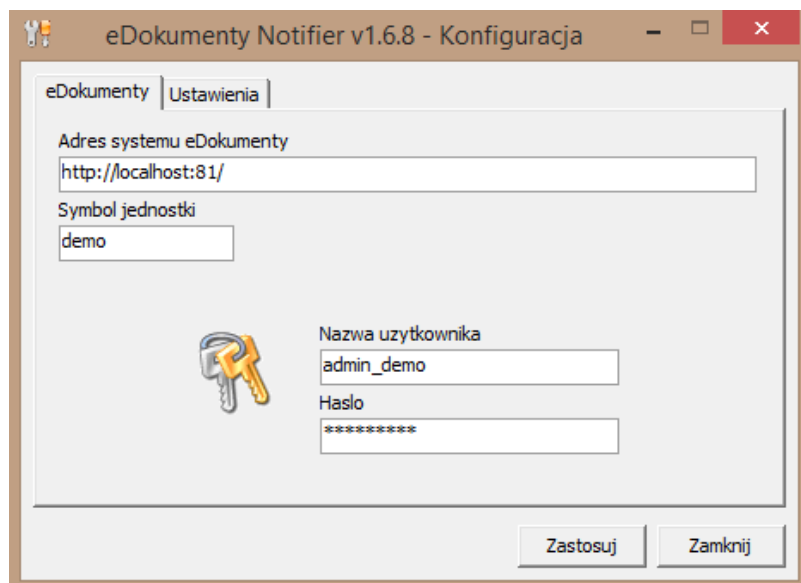 eDokumenty Notifier v1.6.8 - Konfiguracja
eDokumenty Ustawienia
Adres systemu eDokumenty
http://localhost:81/
Symbol jednostki
demo
Nazwa uzytkownika
admin_demo
Haslo
*********
Zastosuj Zamknij